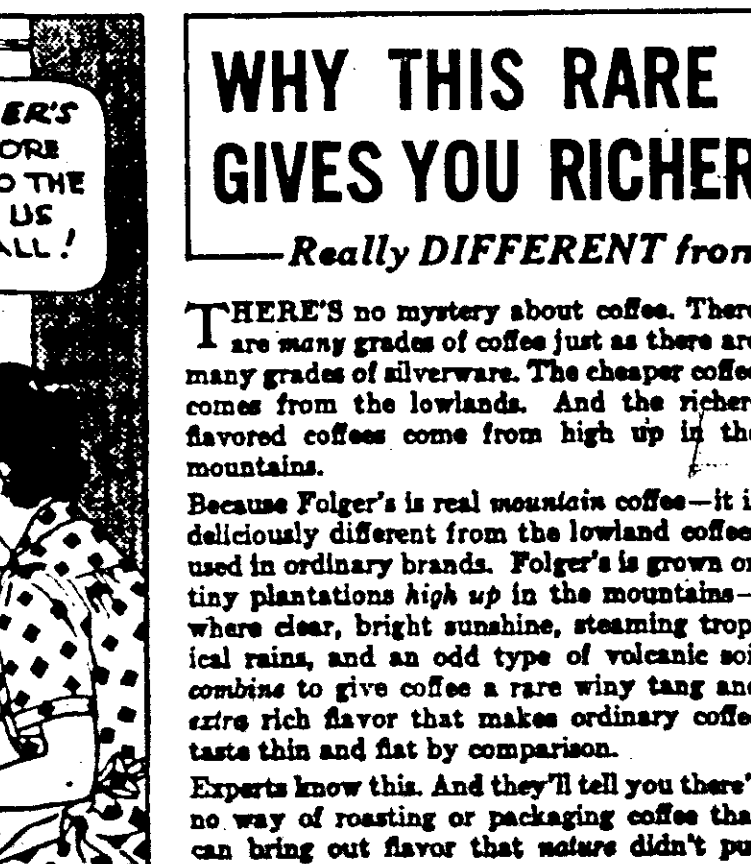 ER'S
ORE
O THE
US
ALL!
WHY THIS RARE
GIVES YOU RICHER
Really DIFFERENT from
THERE'S no mystery about coffee. There
are many grades of coffee just as there are
many grades of silverware. The cheaper coffee
comes from the lowlands. And the richer
flavored coffees come from high up in the
mountains.
Because Folger's is real mountain coffee—it i
deliciously different from the lowland coffee
used in ordinary brands. Folger's is grown on
tiny plantations high up in the mountains—
where clear, bright sunshine, steaming trop
ical rains, and an odd type of volcanic soi
combine to give coffee a rare winy tang and
extra rich flavor that makes ordinary coffe
taste thin and flat by comparison.
Experts know this. And they'll tell you there'
no way of roasting or packaging coffee tha
can bring out flavor that nature didn't pu